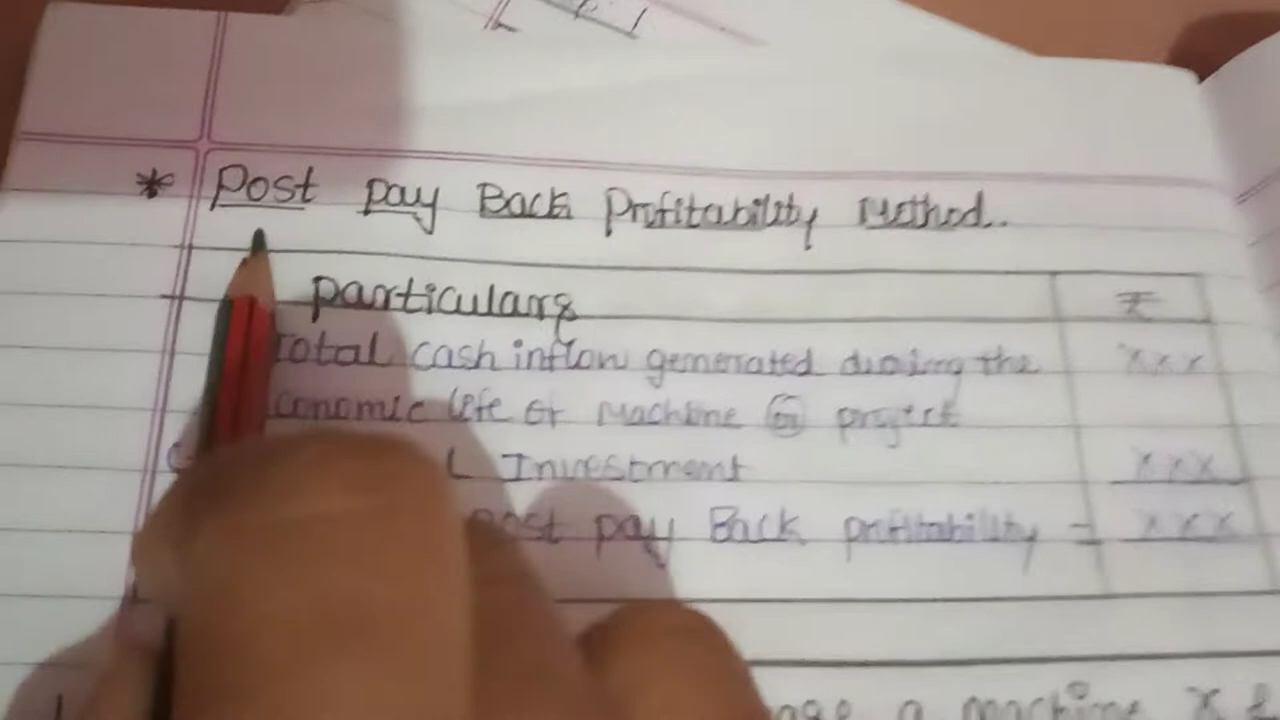 * Post pay Back Profitability Method..
Particulars ₹
Total cash inflow generated during the xxx
conomic life of Machine or project
L Investment xxx
post pay Back profitability = xxx
a machine X &